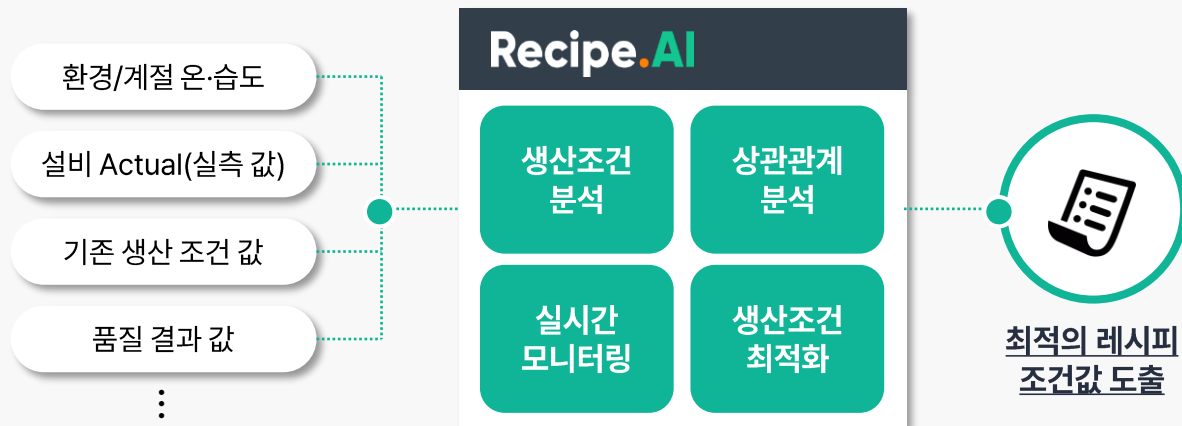 환경/계절 온·습도
설비 Actual(실측 값)
기존 생산 조건 값
품질 결과 값
Recipe.AI
생산조건
분석
상관관계
분석
실시간
모니터링
생산조건
최적화
최적의 레시피
조건값 도출